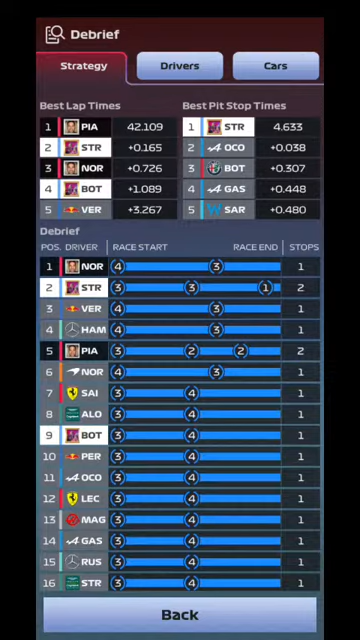 Debrief
Strategy Drivers Cars
Best Lap Times Best Pit Stop Times
1 PIA 42.109 1 STR 4.633
2 STR +0.165 2 OCO +0.038
3 NOR +0.726 3 BOT +0.307
4 BOT +1.089 4 GAS +0.448
5 VER +3.267 5 SAR +0.480
Debrief
POS. DRIVER RACE START RACE END STOPS
1 NOR (4) (3) 1
2 STR (3) (3) (1) 2
3 VER (4) (3) 1
4 HAM (4) (3) 1
5 PIA (3) (2) (2) 2
6 NOR (4) (3) 1
7 SAI (3) (4) 1
8 ALO (3) (4) 1
9 BOT (3) (4) 1
10 PER (3) (4) 1
11 OCO (3) (4) 1
12 LEC (3) (4) 1
13 MAG (3) (4) 1
14 GAS (3) (4) 1
15 RUS (3) (4) 1
16 STR (3) (4) 1
Back